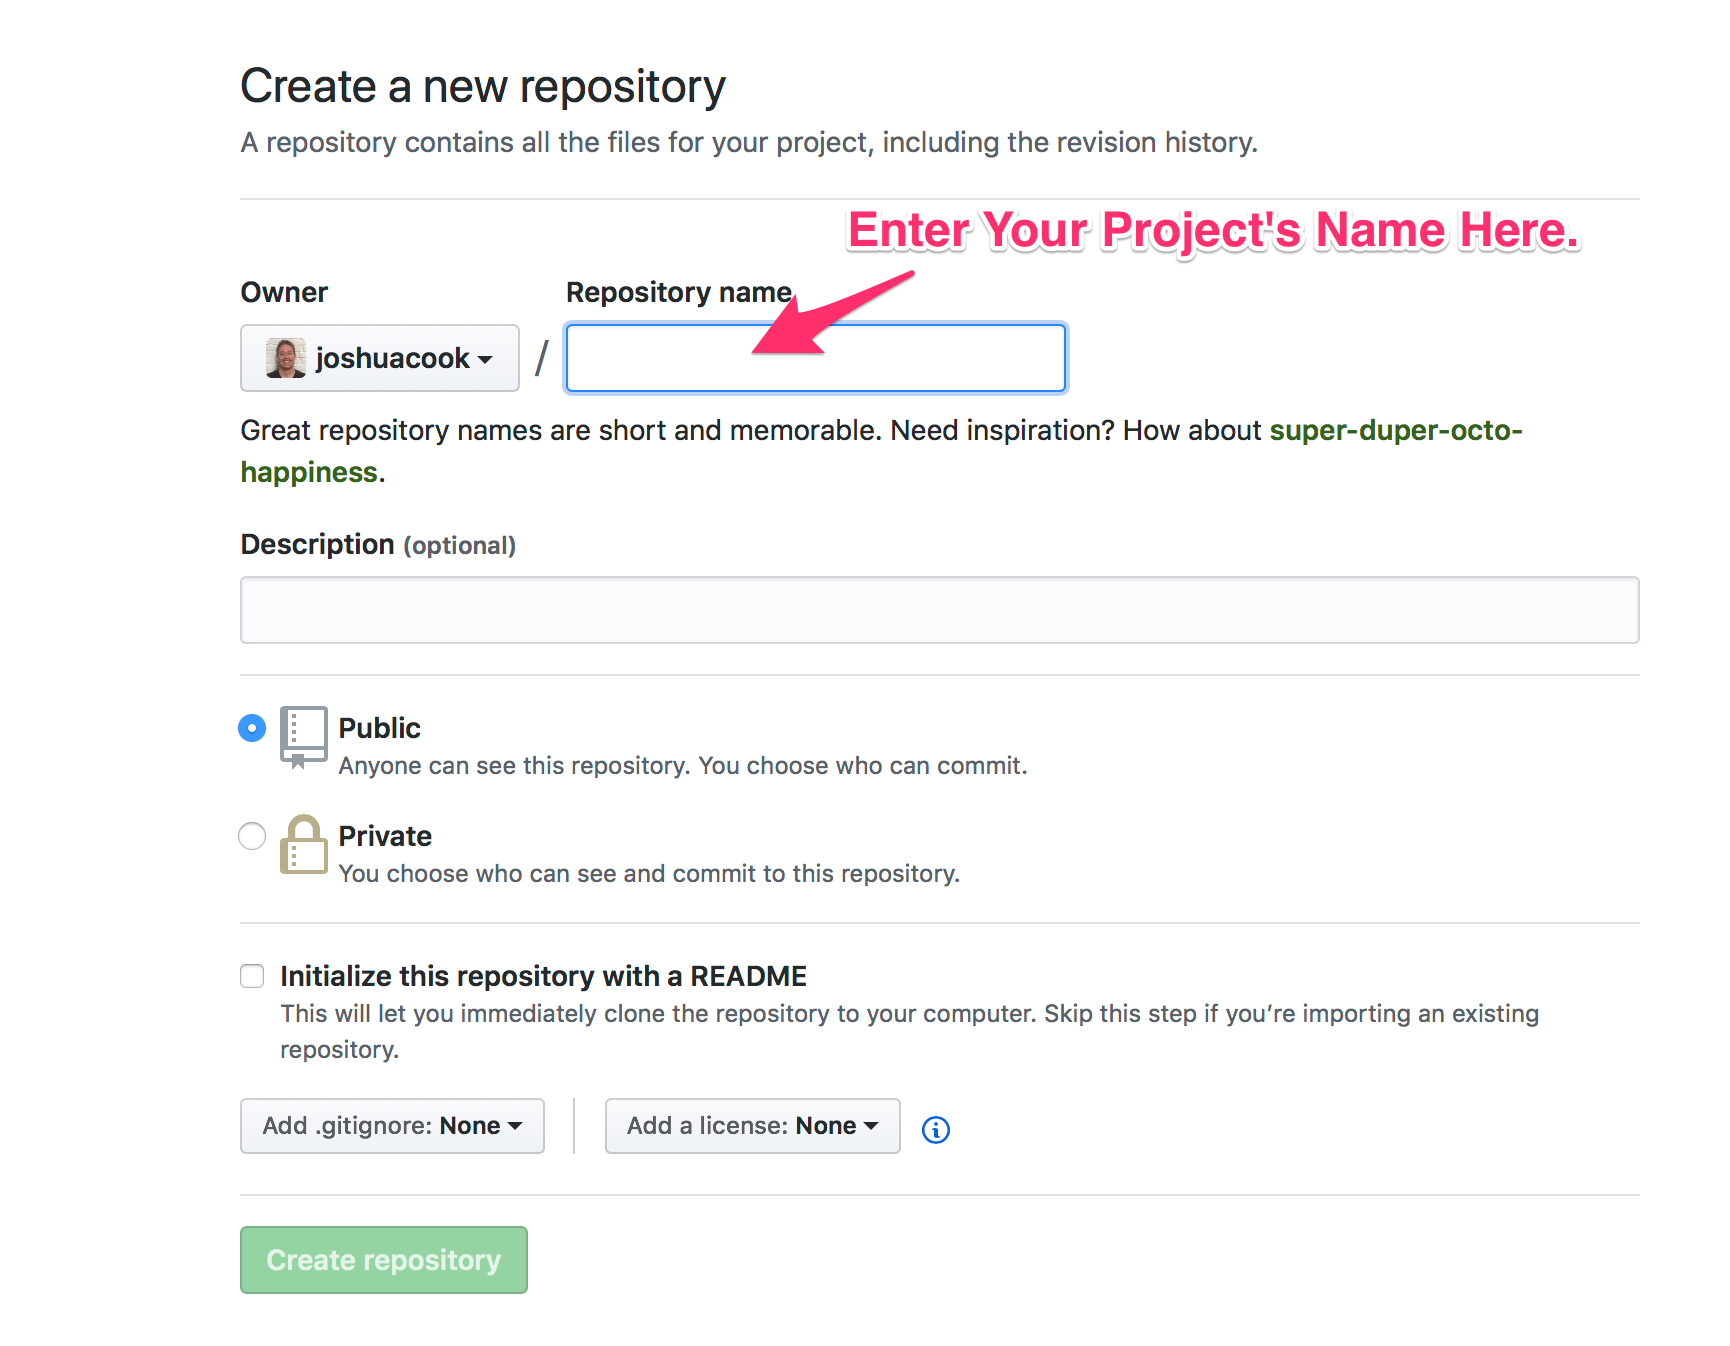 Create a new repository
A repository contains all the files for your project, including the revision history.
Enter Your Project's Name Here.
Owner
Repository name
joshuacook
/
Great repository names are short and memorable. Need inspiration? How about super-duper-octo-
happiness.
Description (optional)
Public
Anyone can see this repository. You choose who can commit.
Private
You choose who can see and commit to this repository.
Initialize this repository with a README
This will let you immediately clone the repository to your computer. Skip this step if you’re importing an existing
repository.
Add .gitignore: None
Add a license: None
Create repository